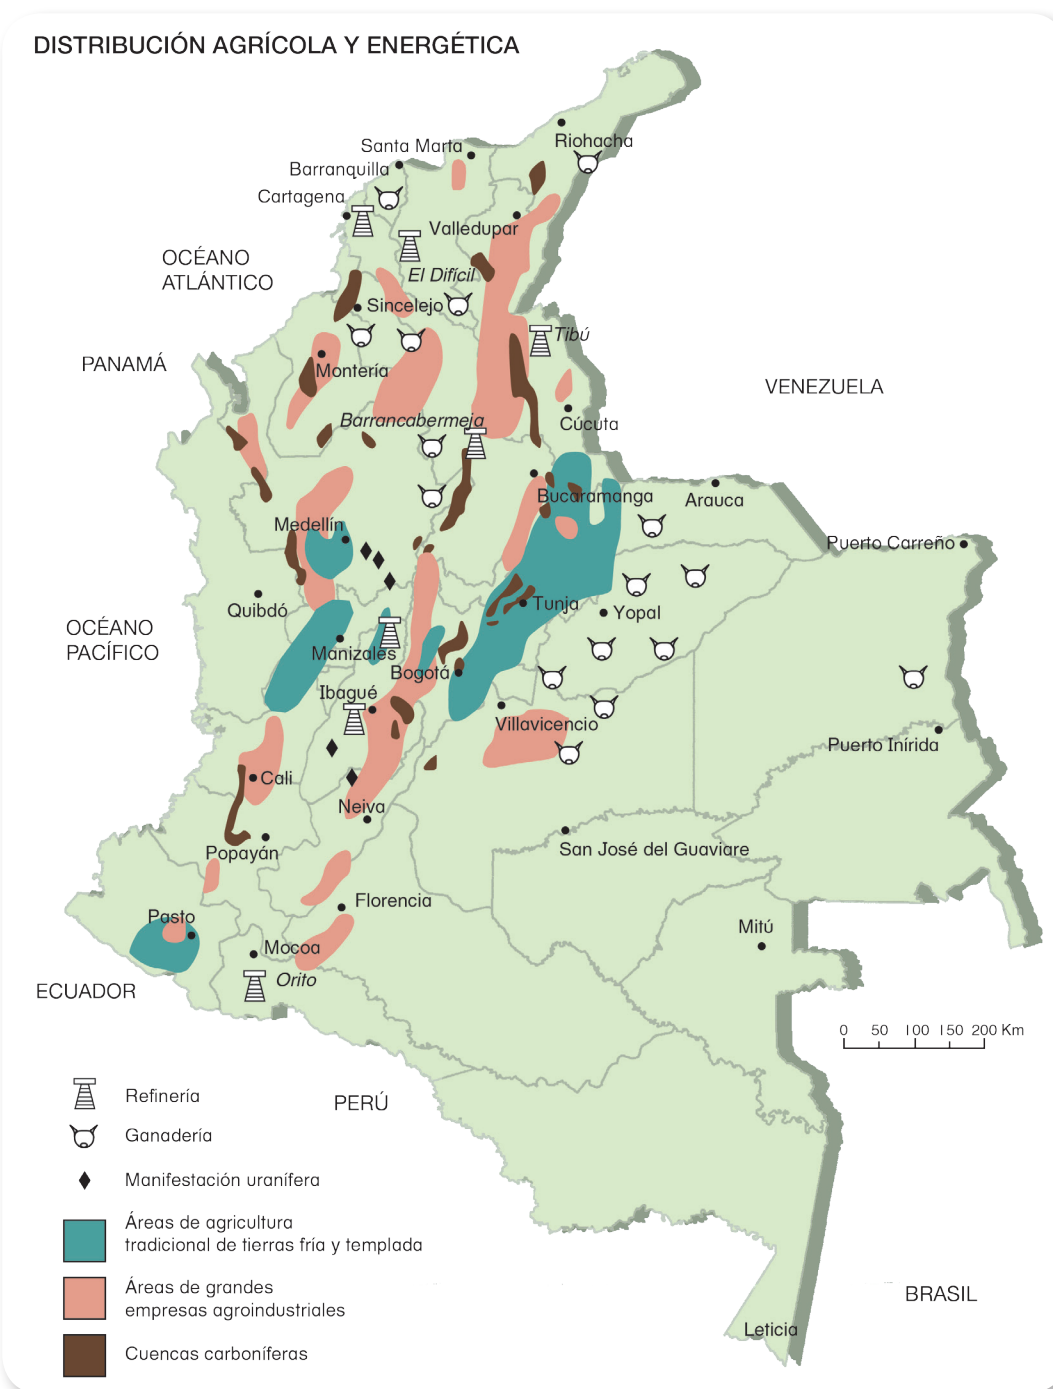 DISTRIBUCIÓN AGRÍCOLA Y ENERGÉTICA
Riohacha
Santa Marta
Barranquilla
Cartagena
Valledupar
OCÉANO
ATLÁNTICO
El Difícil
Sincelejo
Tibú
PANAMÁ
Montería
VENEZUELA
Barrancabermeja
Cúcuta
Bucaramanga
Arauca
Medellín
Puerto Carreño
Quibdó
Tunja
Yopal
OCÉANO
PACÍFICO
Manizales
Bogotá
Ibagué
Villavicencio
Puerto Inírida
Cali
Neiva
Popayán
San José del Guaviare
Florencia
Pasto
Mitú
Mocoa
Orito
ECUADOR
0 50 100 150 200 Km
Refinería
PERÚ
Ganadería
Manifestación uranífera
Áreas de agricultura
tradicional de tierras fría y templada
Áreas de grandes
empresas agroindustriales
BRASIL
Leticia
Cuencas carboníferas